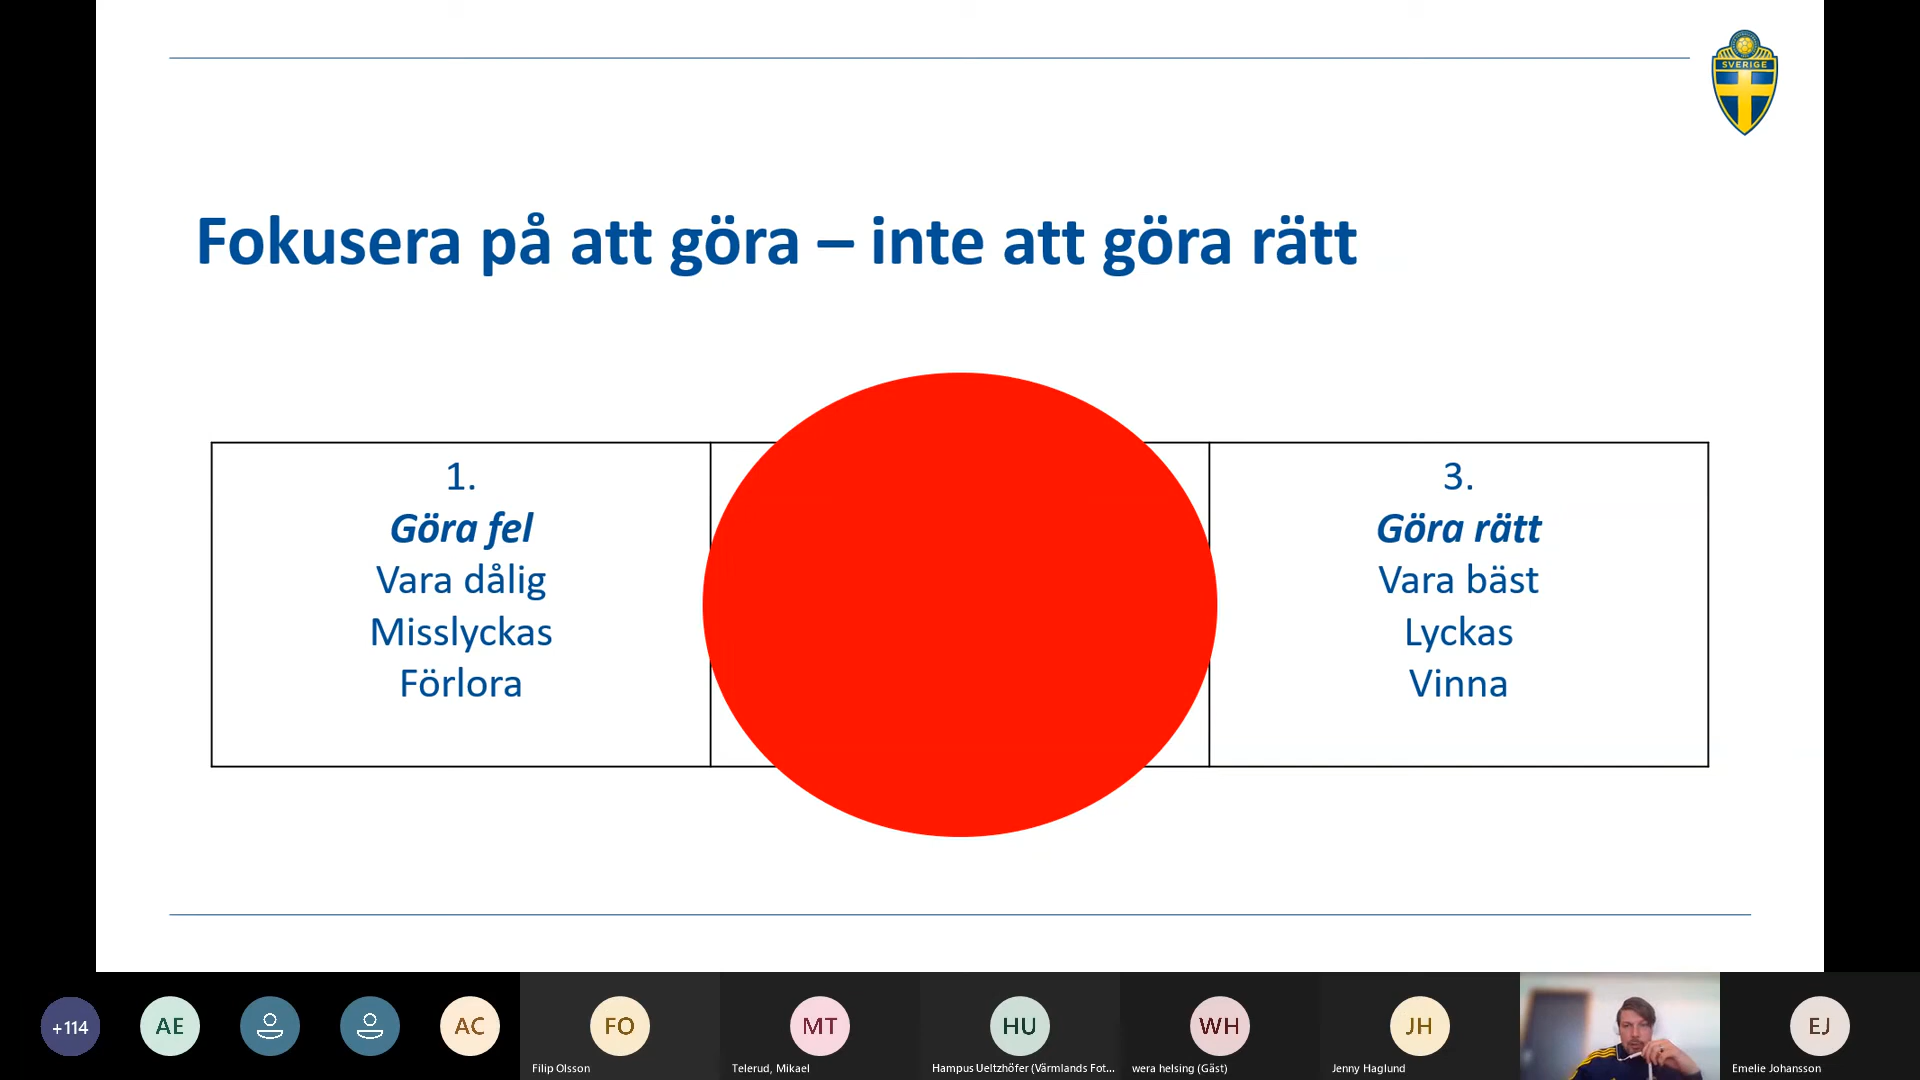 SVERIGE
Fokusera på att göra – inte att göra rätt
1.
Göra fel
Vara dålig
Misslyckas
Förlora
3.
Göra rätt
Vara bäst
Lyckas
Vinna
+114
AE
AC
FO
MT
HU
WH
JH
EJ
Filip Olsson
Telerud, Mikael
Hampus Ueltzhöfer (Värmlands Fot...
wera helsing (Gäst)
Jenny Haglund
Emelie Johansson